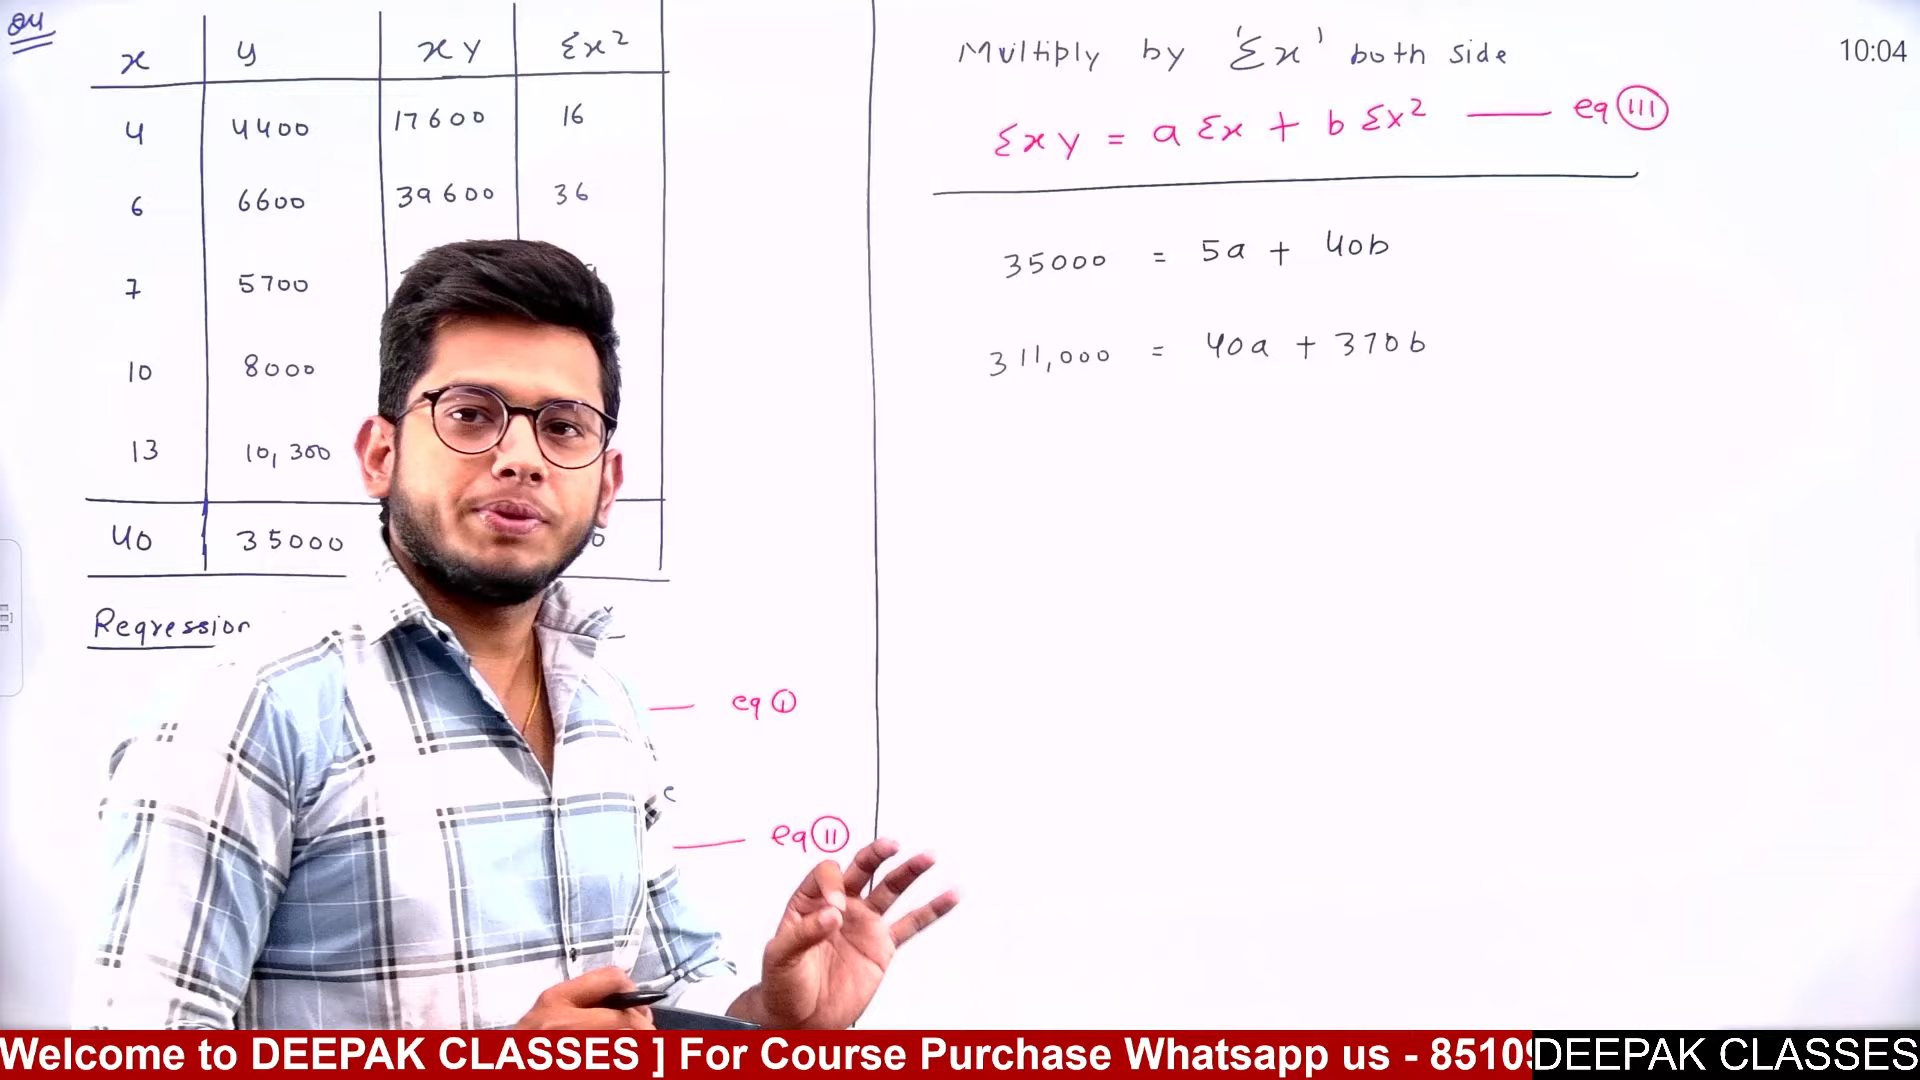 Q4
x y xy Σx²
4 4400 17600 16
6 6600 39600 36
7 5700
10 8000
13 10,300
40 35000
Regression
eq I
eq II
Multiply by 'Σx' both side
Σxy = aΣx + bΣx² — eq III
35000 = 5a + 40b
311,000 = 40a + 370b
10:04
Welcome to DEEPAK CLASSES ] For Course Purchase Whatsapp us - 8510
DEEPAK CLASSES